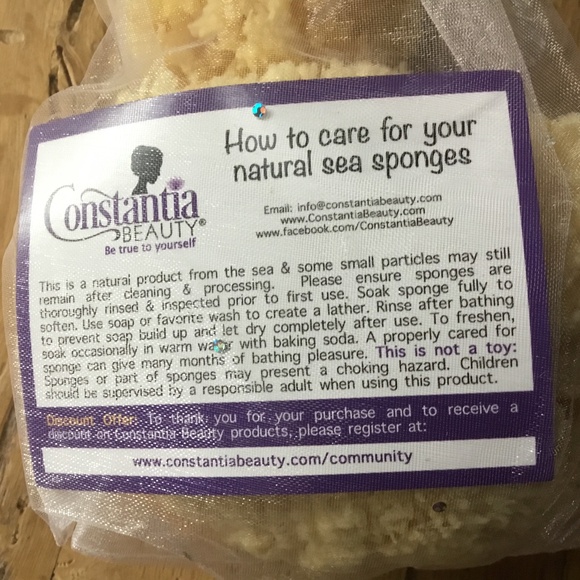 Constantia
BEAUTY®
Be true to yourself
How to care for your
natural sea sponges
Email: info@constantiabeauty.com
www.ConstantiaBeauty.com
www.facebook.com/ConstantiaBeauty
This is a natural product from the sea & some small particles may still
remain after cleaning & processing. Please ensure sponges are
thoroughly rinsed & inspected prior to first use. Soak sponge fully to
soften. Use soap or favorite wash to create a lather. Rinse after bathing
to prevent soap build up and let dry completely after use. To freshen,
soak occasionally in warm water with baking soda. A properly cared for
sponge can give many months of bathing pleasure. This is not a toy:
Sponges or part of sponges may present a choking hazard. Children
should be supervised by a responsible adult when using this product.
Discount Offer: To thank you for your purchase and to receive a
discount on Constantia Beauty products, please register at:
www.constantiabeauty.com/community